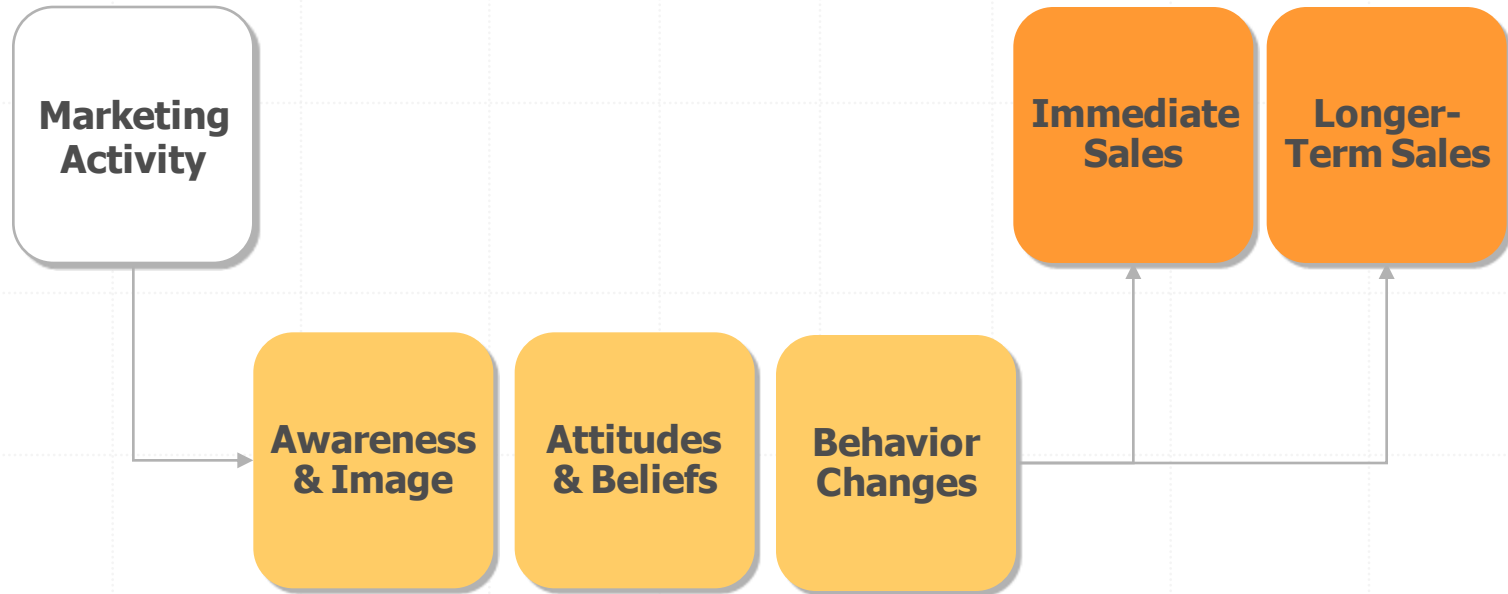 Marketing
Activity
Immediate
Sales
Longer-
Term Sales
Awareness
& Image
Attitudes
& Beliefs
Behavior
Changes